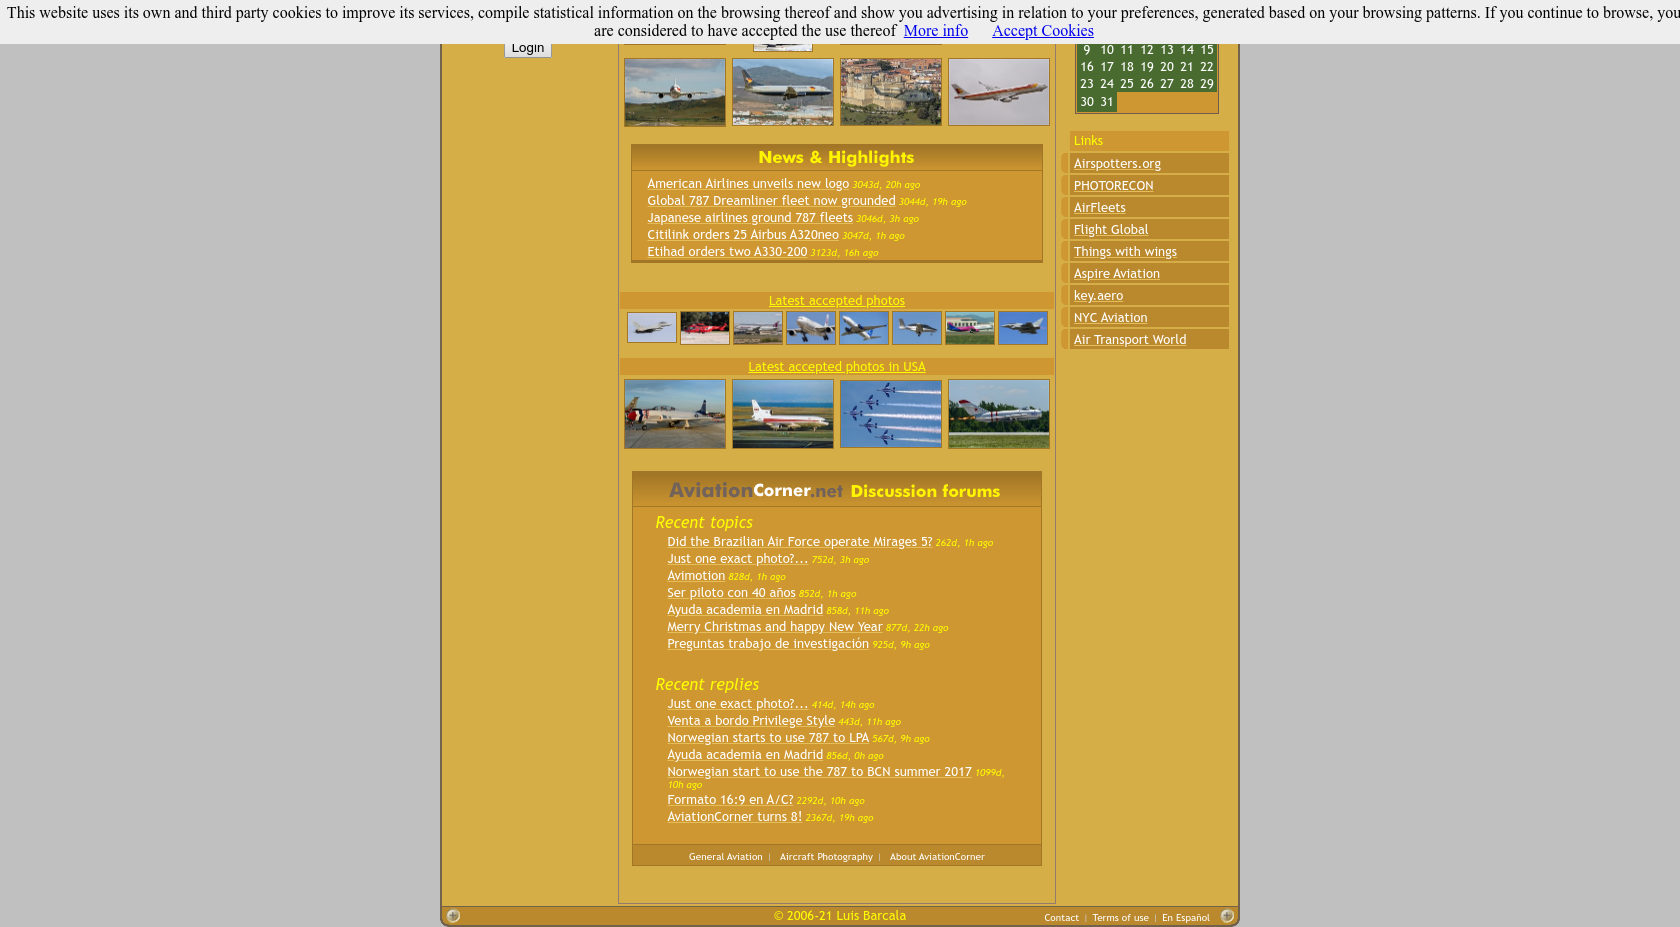 This website uses its own and third party cookies to improve its services, compile statistical information on the browsing thereof and show you advertising in relation to your preferences, generated based on your browsing patterns. If you continue to browse, you
are considered to have accepted the use thereof More info Accept Cookies
Login
9 10 11 12 13 14 15
16 17 18 19 20 21 22
23 24 25 26 27 28 29
30 31
News & Highlights
American Airlines unveils new logo 3043d, 20h ago
Global 787 Dreamliner fleet now grounded 3044d, 19h ago
Japanese airlines ground 787 fleets 3046d, 3h ago
Citilink orders 25 Airbus A320neo 3047d, 1h ago
Etihad orders two A330-200 3123d, 16h ago
Latest accepted photos
Latest accepted photos in USA
AviationCorner.net Discussion forums
Recent topics
Did the Brazilian Air Force operate Mirages 5? 262d, 1h ago
Just one exact photo?... 752d, 3h ago
Avimotion 828d, 1h ago
Ser piloto con 40 años 852d, 1h ago
Ayuda academia en Madrid 858d, 11h ago
Merry Christmas and happy New Year 877d, 22h ago
Preguntas trabajo de investigación 925d, 9h ago
Recent replies
Just one exact photo?... 414d, 14h ago
Venta a bordo Privilege Style 443d, 11h ago
Norwegian starts to use 787 to LPA 567d, 9h ago
Ayuda academia en Madrid 856d, 0h ago
Norwegian start to use the 787 to BCN summer 2017 1099d,
10h ago
Formato 16:9 en A/C? 2292d, 10h ago
AviationCorner turns 8! 2367d, 19h ago
General Aviation | Aircraft Photography | About AviationCorner
Links
Airspotters.org
PHOTORECON
AirFleets
Flight Global
Things with wings
Aspire Aviation
key.aero
NYC Aviation
Air Transport World
© 2006-21 Luis Barcala
Contact | Terms of use | En Español